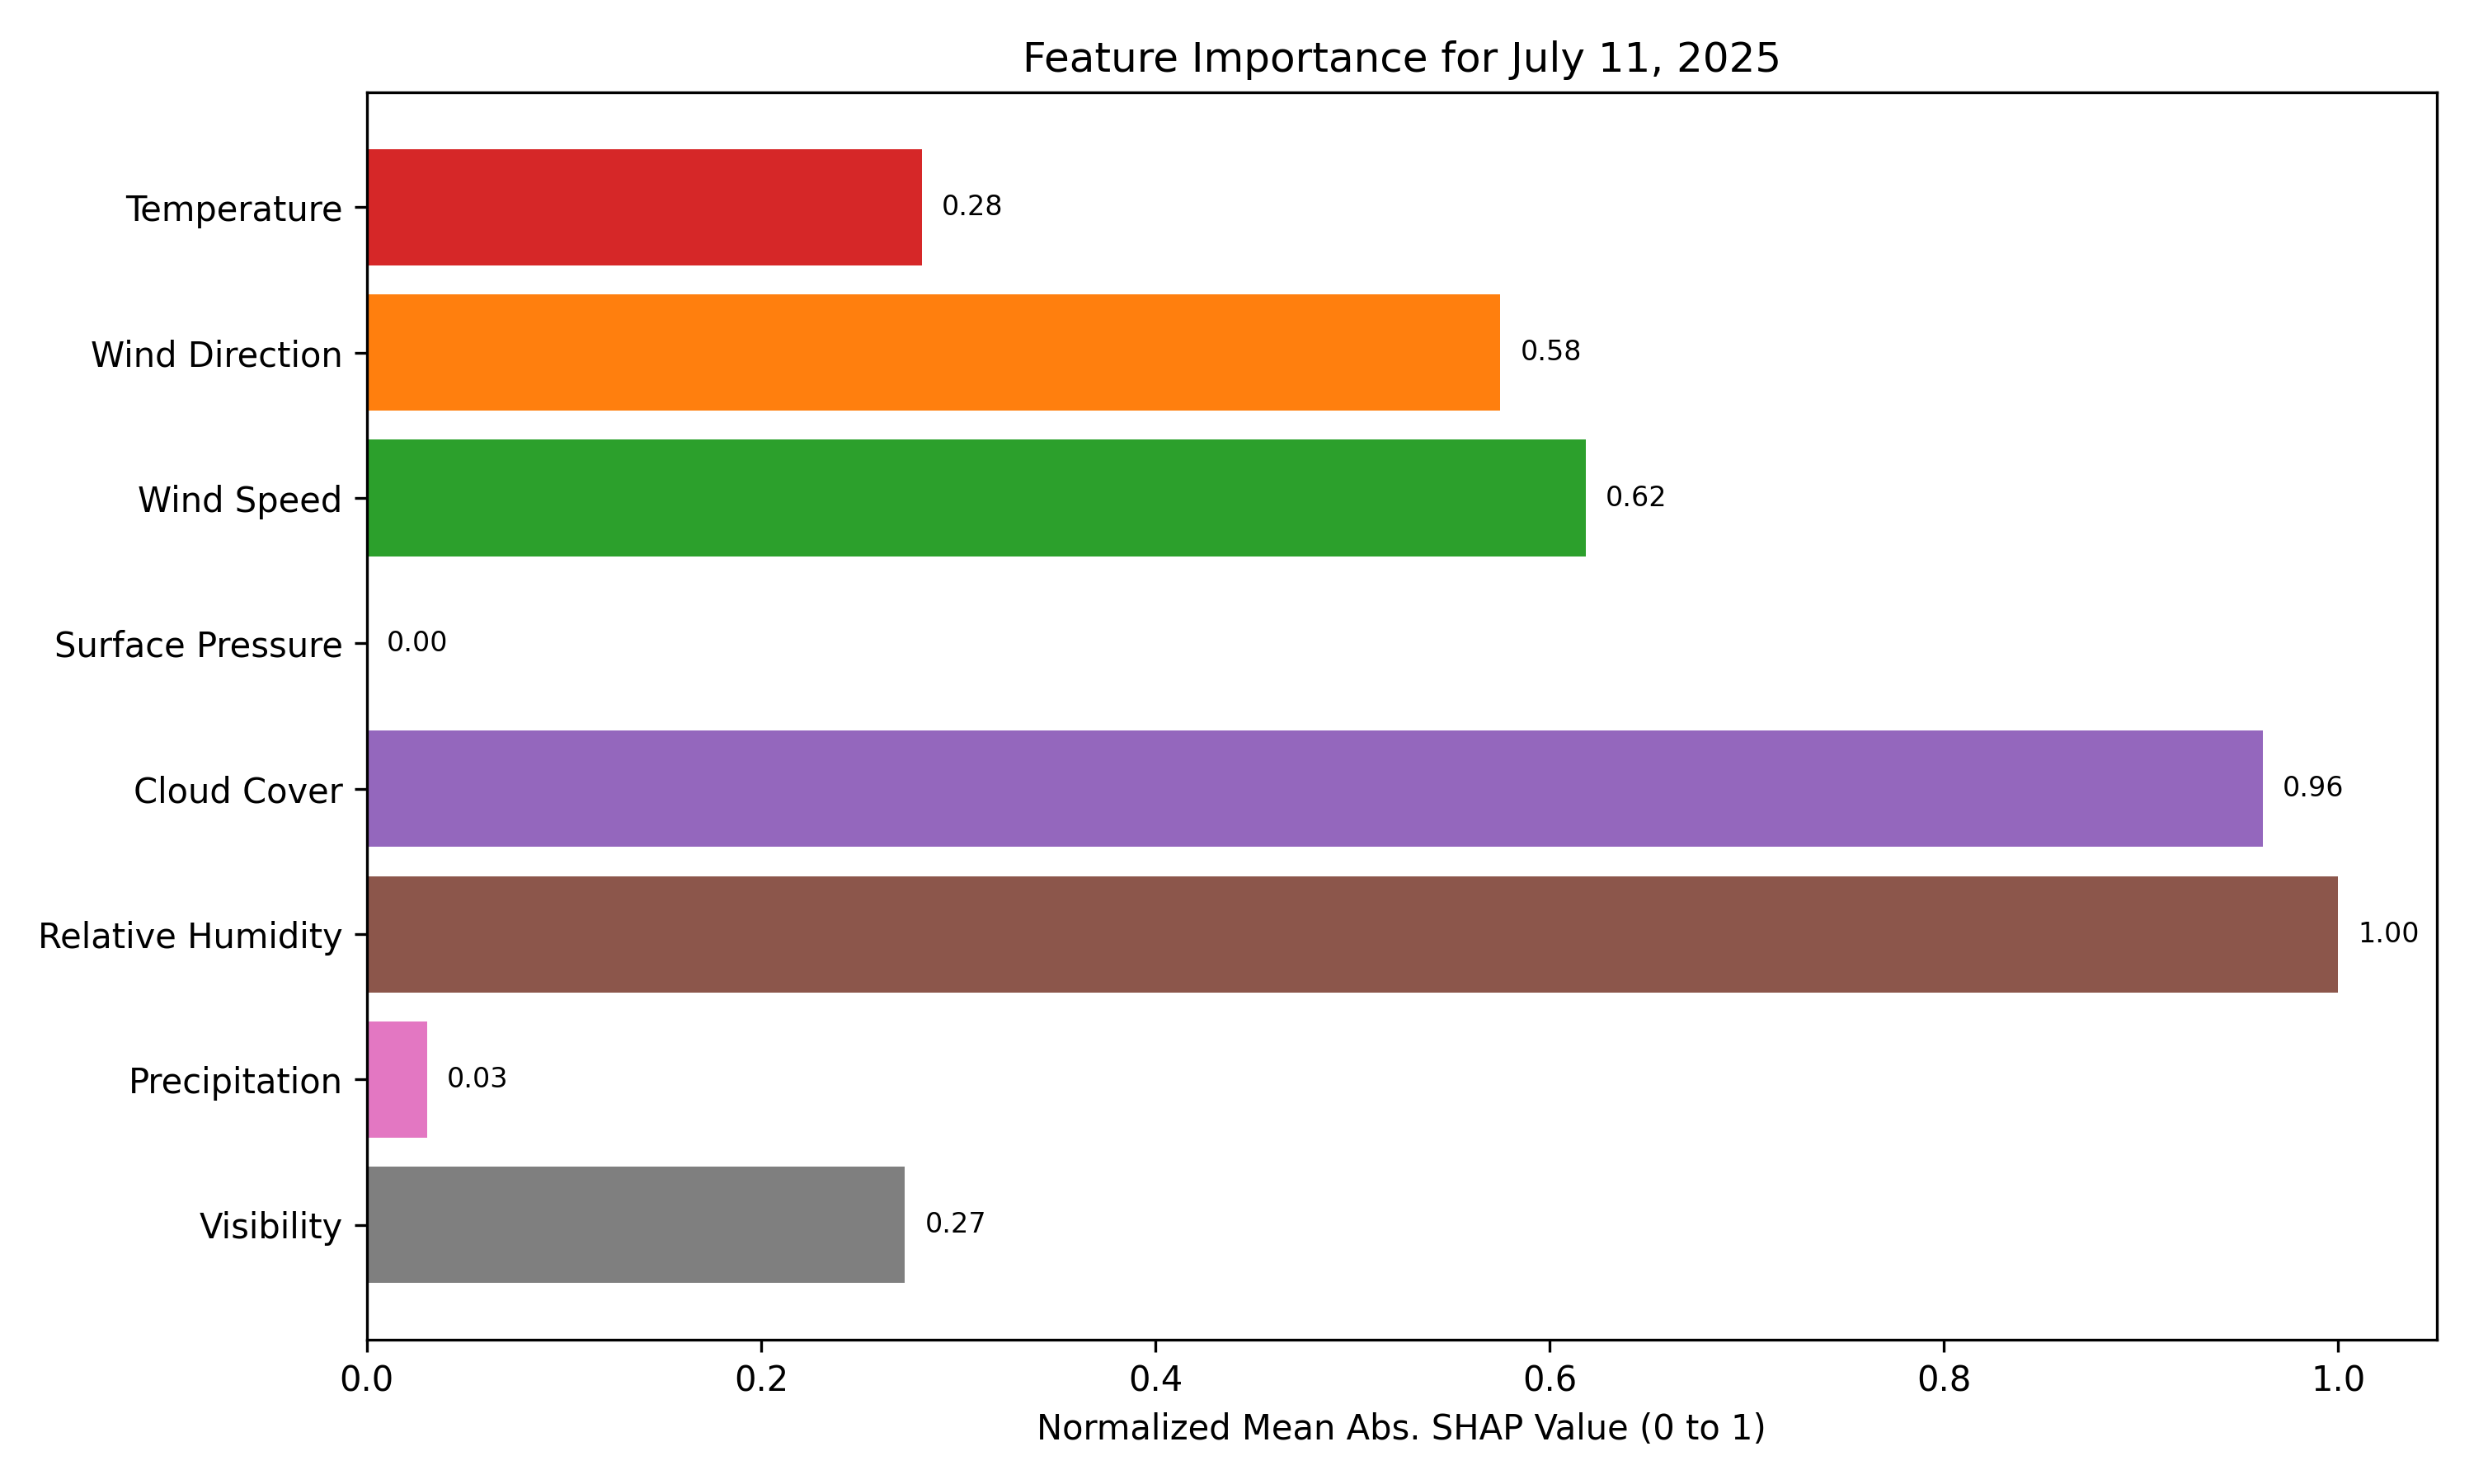 Feature Importance for July 11, 2025
Temperature 0.28
Wind Direction 0.58
Wind Speed 0.62
Surface Pressure 0.00
Cloud Cover 0.96
Relative Humidity 1.00
Precipitation 0.03
Visibility 0.27
0.0 0.2 0.4 0.6 0.8 1.0
Normalized Mean Abs. SHAP Value (0 to 1)